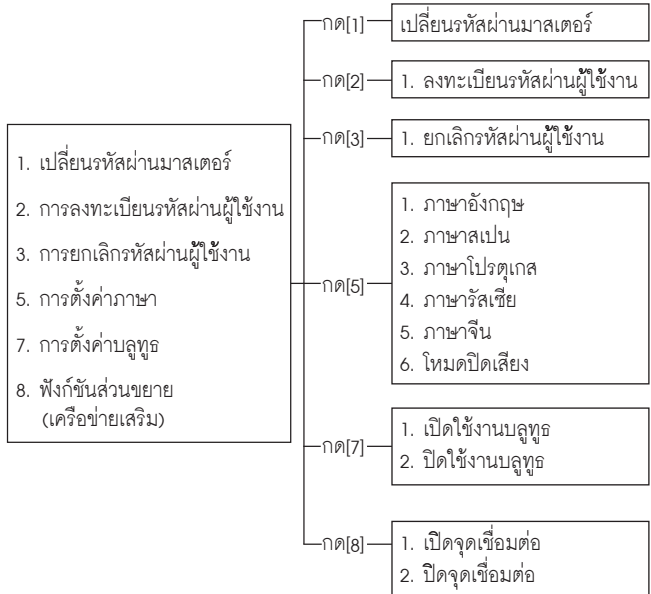 1. เปลี่ยนรหัสผ่านมาสเตอร์
2. การลงทะเบียนรหัสผ่านผู้ใช้งาน
3. การยกเลิกรหัสผ่านผู้ใช้งาน
5. การตั้งค่าภาษา
7. การตั้งค่าบลูทูธ
8. ฟังก์ชันส่วนขยาย
(เครือข่ายเสริม)
กด[1]
เปลี่ยนรหัสผ่านมาสเตอร์
กด[2]
1. ลงทะเบียนรหัสผ่านผู้ใช้งาน
กด[3]
1. ยกเลิกรหัสผ่านผู้ใช้งาน
กด[5]
1. ภาษาอังกฤษ
2. ภาษาสเปน
3. ภาษาโปรตุเกส
4. ภาษารัสเซีย
5. ภาษาจีน
6. โหมดปิดเสียง
กด[7]
1. เปิดใช้งานบลูทูธ
2. ปิดใช้งานบลูทูธ
กด[8]
1. เปิดจุดเชื่อมต่อ
2. ปิดจุดเชื่อมต่อ